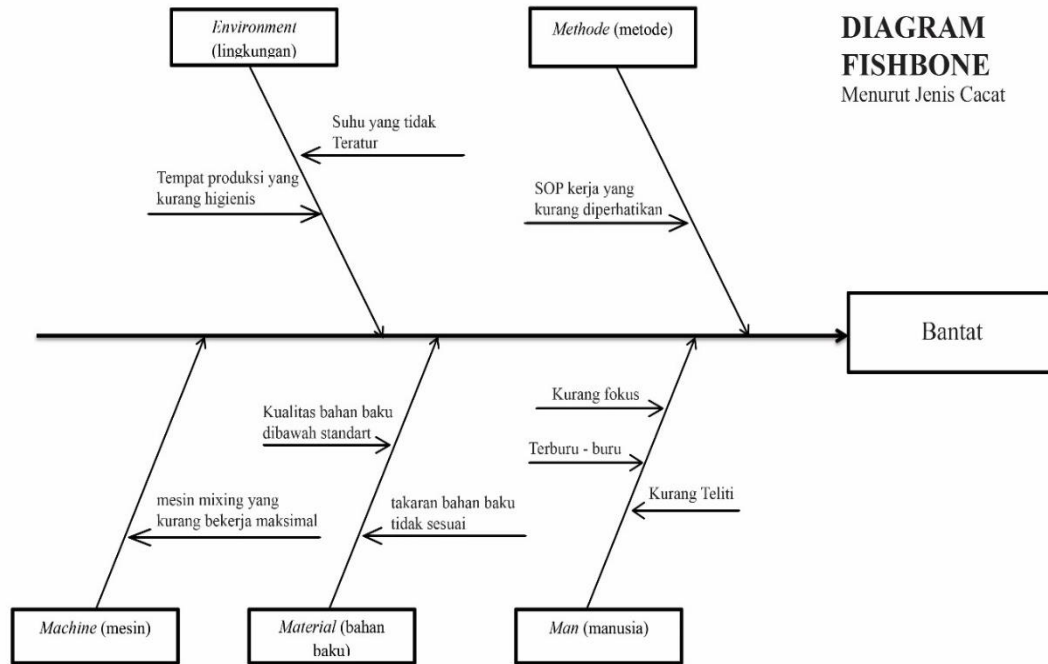 Environment
(lingkungan)
Methode (metode)
DIAGRAM
FISHBONE
Menurut Jenis Cacat
Suhu yang tidak
Teratur
Tempat produksi yang
kurang higienis
SOP kerja yang
kurang diperhatikan
Bantat
Kurang fokus
Kualitas bahan baku
dibawah standart
Terburu - buru
Kurang Teliti
mesin mixing yang
kurang bekerja maksimal
takaran bahan baku
tidak sesuai
Machine (mesin)
Material (bahan
baku)
Man (manusia)